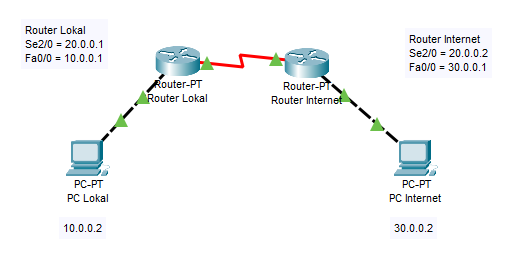 Router Lokal
Se2/0 = 20.0.0.1
Fa0/0 = 10.0.0.1
Router Internet
Se2/0 = 20.0.0.2
Fa0/0 = 30.0.0.1
Router-PT
Router Lokal
Router-PT
Router Internet
PC-PT
PC Lokal
PC-PT
PC Internet
10.0.0.2
30.0.0.2